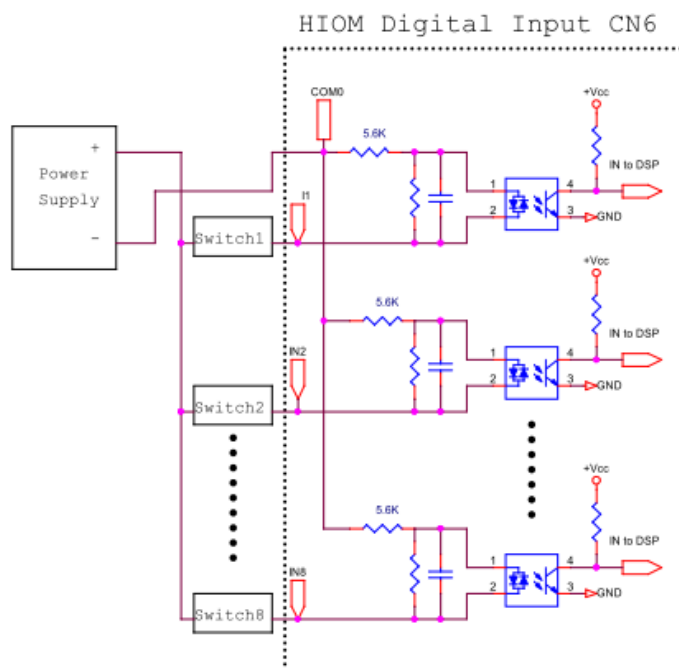 HIOM Digital Input CN6
COM0
+Vcc
5.6K
+
Power
Supply
-
IN to DSP
1
4
2
3
GND
I1
Switch1
+Vcc
5.6K
IN to DSP
1
4
2
3
GND
IN2
Switch2
+Vcc
5.6K
IN to DSP
1
4
2
3
GND
IN8
Switch8